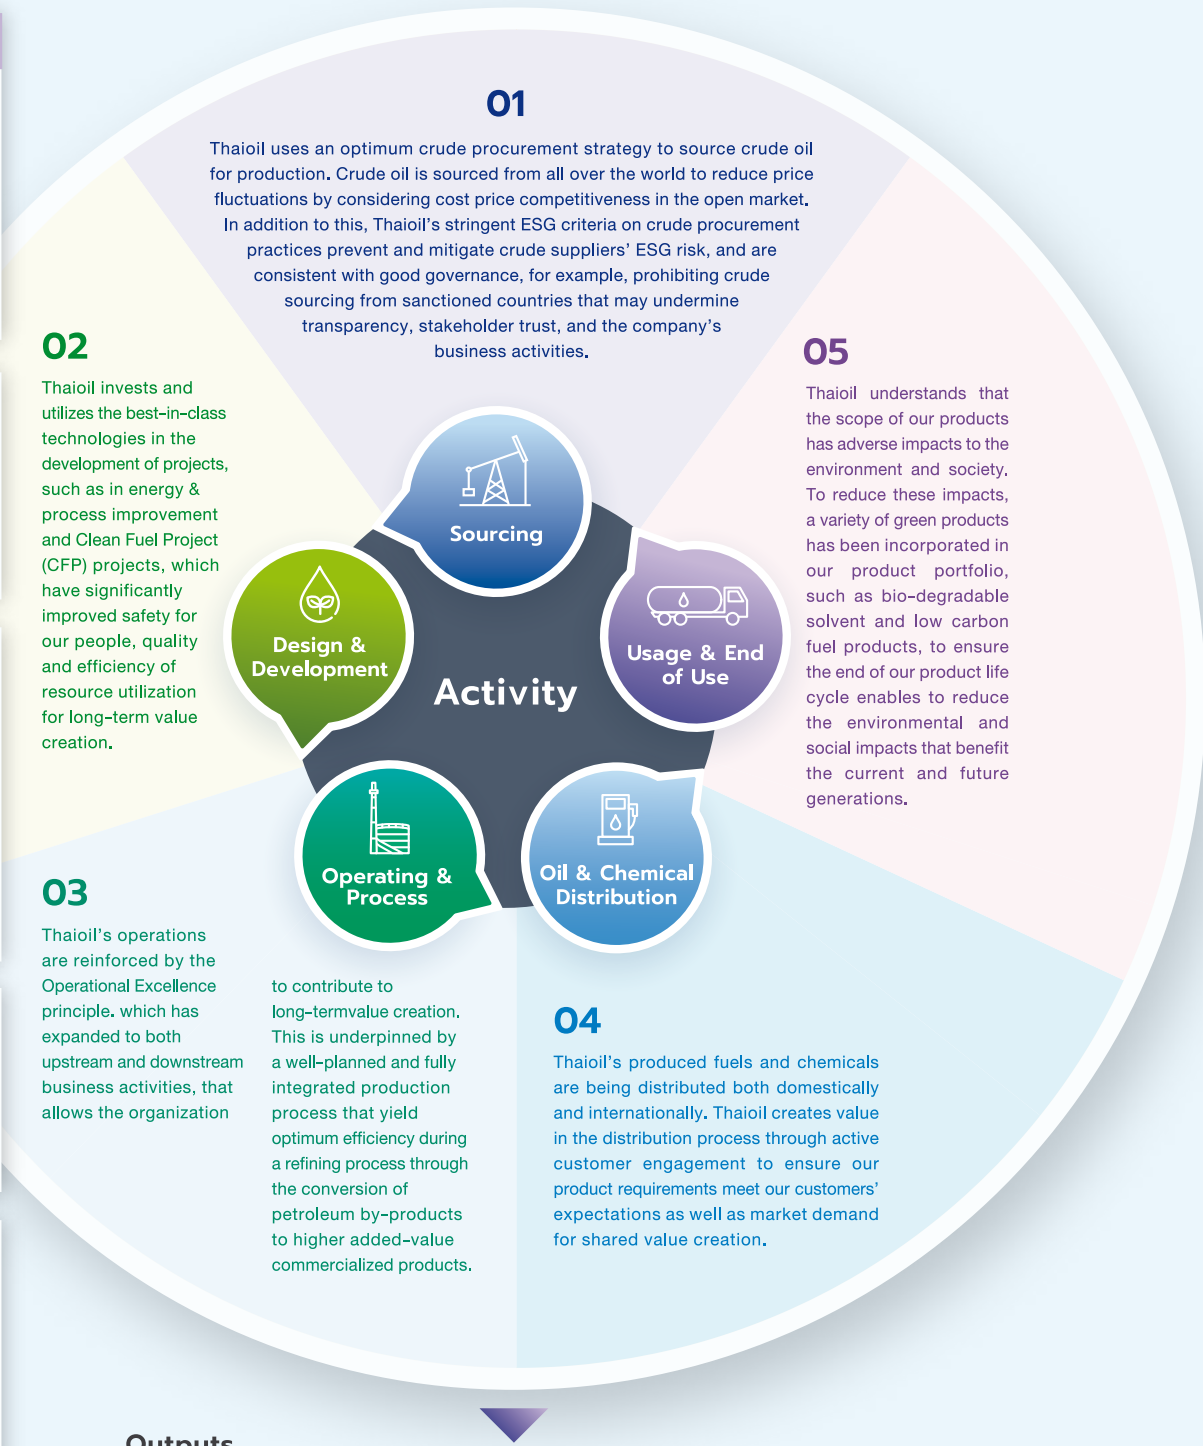 01
Thaioil uses an optimum crude procurement strategy to source crude oil
for production. Crude oil is sourced from all over the world to reduce price
fluctuations by considering cost price competitiveness in the open market.
In addition to this, Thaioil's stringent ESG criteria on crude procurement
practices prevent and mitigate crude suppliers' ESG risk, and are
consistent with good governance, for example, prohibiting crude
sourcing from sanctioned countries that may undermine
transparency, stakeholder trust, and the company's
business activities.
02
Thaioil invests and
utilizes the best-in-class
technologies in the
development of projects,
such as in energy &
process improvement
and Clean Fuel Project
(CFP) projects, which
have significantly
improved safety for
our people, quality
and efficiency of
resource utilization
for long-term value
creation.
05
Thaioil understands that
the scope of our products
has adverse impacts to the
environment and society.
To reduce these impacts,
a variety of green products
has been incorporated in
our product portfolio,
such as bio-degradable
solvent and low carbon
fuel products, to ensure
the end of our product life
cycle enables to reduce
the environmental and
social impacts that benefit
the current and future
generations.
Sourcing
Design &
Development
Usage & End
of Use
Activity
Operating &
Process
Oil & Chemical
Distribution
03
Thaioil's operations
are reinforced by the
Operational Excellence
principle. which has
expanded to both
upstream and downstream
business activities, that
allows the organization
to contribute to
long-termvalue creation.
This is underpinned by
a well-planned and fully
integrated production
process that yield
optimum efficiency during
a refining process through
the conversion of
petroleum by-products
to higher added-value
commercialized products.
04
Thaioil's produced fuels and chemicals
are being distributed both domestically
and internationally. Thaioil creates value
in the distribution process through active
customer engagement to ensure our
product requirements meet our customers'
expectations as well as market demand
for shared value creation.
Outputs